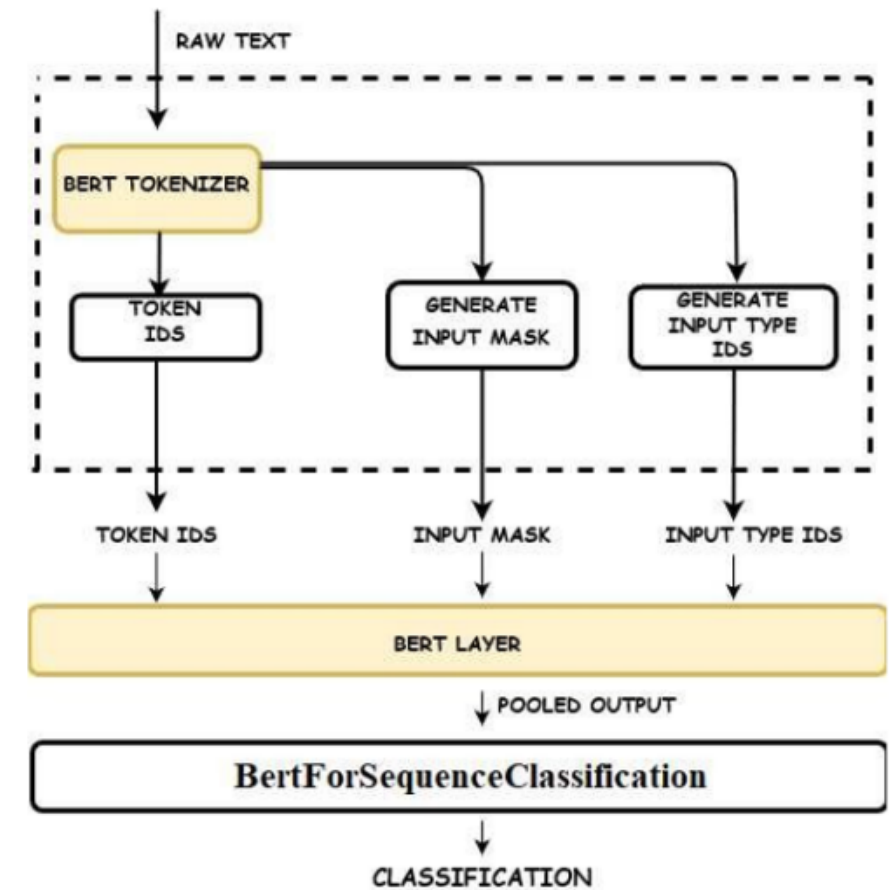 RAW TEXT
BERT TOKENIZER
TOKEN
IDS
GENERATE
INPUT MASK
GENERATE
INPUT TYPE
IDS
TOKEN IDS
INPUT MASK
INPUT TYPE IDS
BERT LAYER
POOLED OUTPUT
BertForSequenceClassification
CLASSIFICATION